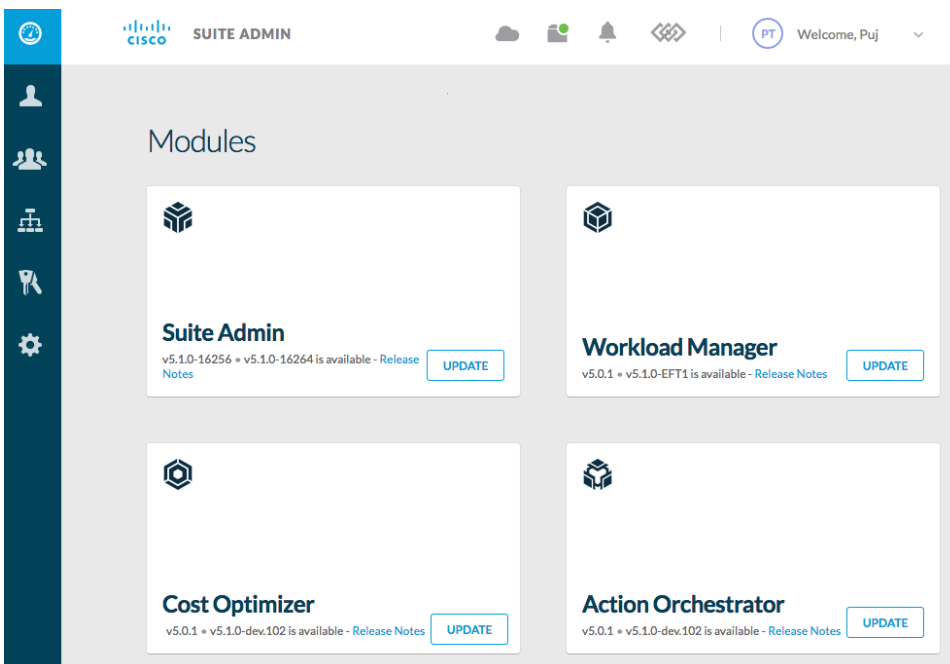 CISCO SUITE ADMIN PT Welcome, Puj
Modules
Suite Admin
v5.1.0-16256 • v5.1.0-16264 is available - Release
Notes
UPDATE
Workload Manager
v5.0.1 • v5.1.0-EFT1 is available - Release Notes
UPDATE
Cost Optimizer
v5.0.1 • v5.1.0-dev.102 is available - Release Notes
UPDATE
Action Orchestrator
v5.0.1 • v5.1.0-dev.102 is available - Release Notes
UPDATE